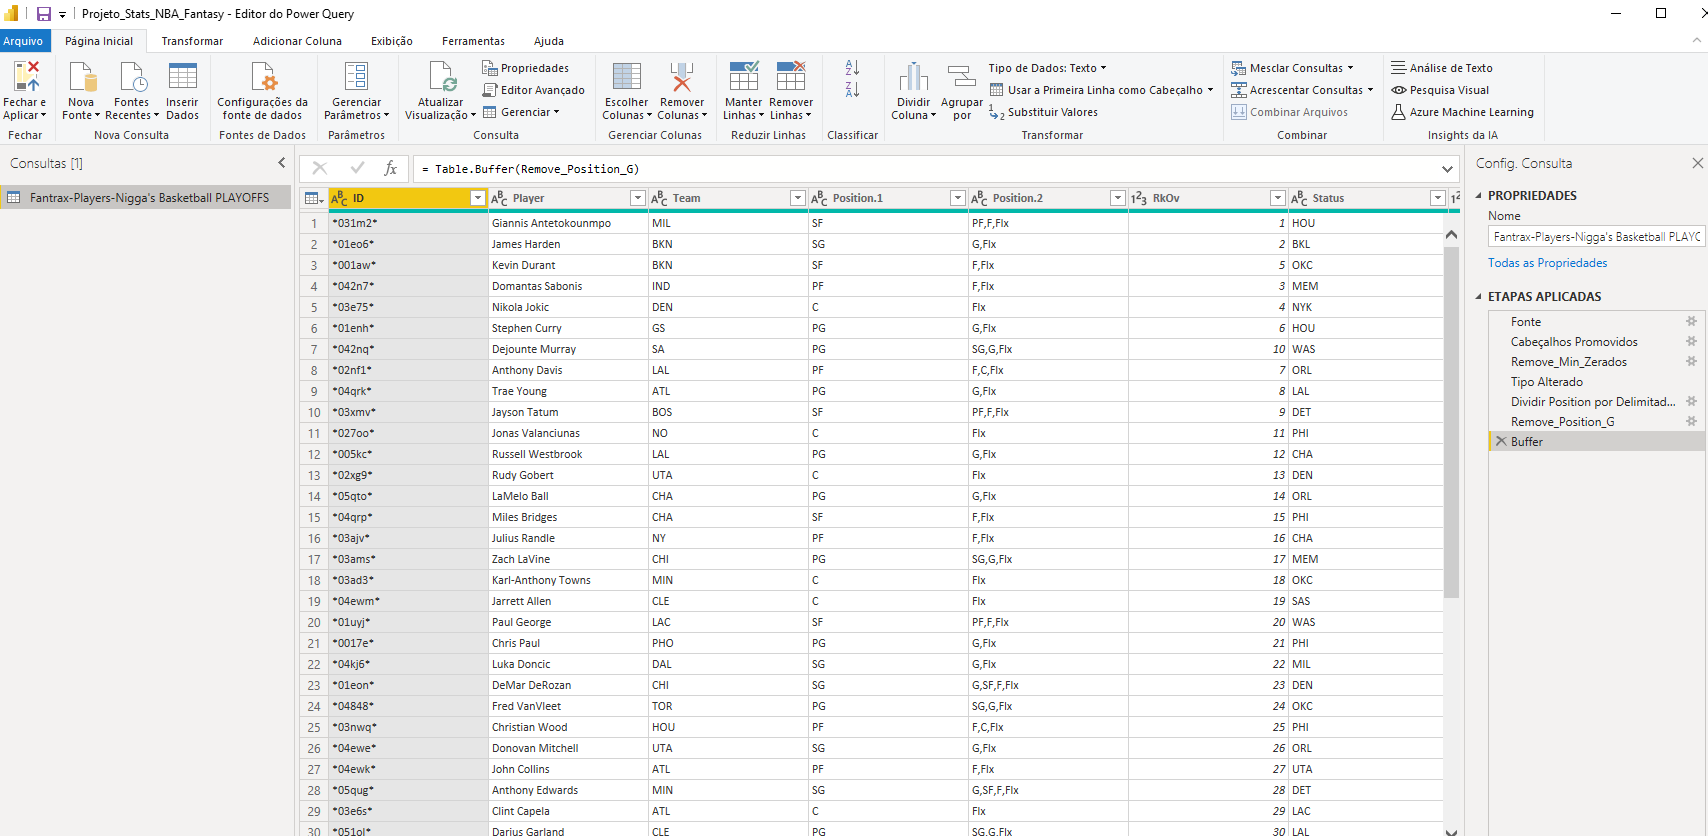 Projeto_Stats_NBA_Fantasy - Editor do Power Query
Arquivo Página Inicial Transformar Adicionar Coluna Exibição Ferramentas Ajuda
Fechar e Aplicar
Fechar
Nova Fonte
Fontes Recentes
Inserir Dados
Nova Consulta
Configurações da fonte de dados
Fontes de Dados
Gerenciar Parâmetros
Parâmetros
Atualizar Visualização
Propriedades
Editor Avançado
Gerenciar
Consulta
Escolher Colunas
Remover Colunas
Gerenciar Colunas
Manter Linhas
Remover Linhas
Reduzir Linhas
Classificar
Dividir Coluna
Agrupar por
Tipo de Dados: Texto
Usar a Primeira Linha como Cabeçalho
Substituir Valores
Transformar
Mesclar Consultas
Acrescentar Consultas
Combinar Arquivos
Combinar
Análise de Texto
Pesquisa Visual
Azure Machine Learning
Insights da IA
Consultas [1]
Fantrax-Players-Nigga's Basketball PLAYOFFS
= Table.Buffer(Remove_Position_G)
ID Player Team Position.1 Position.2 RkOv Status
1 *031m2* Giannis Antetokounmpo MIL SF PF,F,Flx 1 HOU
2 *01eo6* James Harden BKN SG G,Flx 2 BKL
3 *001aw* Kevin Durant BKN SF F,Flx 5 OKC
4 *042n7* Domantas Sabonis IND PF F,Flx 3 MEM
5 *03e75* Nikola Jokic DEN C Flx 4 NYK
6 *01enh* Stephen Curry GS PG G,Flx 6 HOU
7 *042nq* Dejounte Murray SA PG SG,G,Flx 10 WAS
8 *02nf1* Anthony Davis LAL PF F,C,Flx 7 ORL
9 *04qrk* Trae Young ATL PG G,Flx 8 LAL
10 *03xmv* Jayson Tatum BOS SF PF,F,Flx 9 DET
11 *027oo* Jonas Valanciunas NO C Flx 11 PHI
12 *005kc* Russell Westbrook LAL PG G,Flx 12 CHA
13 *02xg9* Rudy Gobert UTA C Flx 13 DEN
14 *05qto* LaMelo Ball CHA PG G,Flx 14 ORL
15 *04qrp* Miles Bridges CHA SF F,Flx 15 PHI
16 *03ajv* Julius Randle NY PF F,Flx 16 CHA
17 *03ams* Zach LaVine CHI PG SG,G,Flx 17 MEM
18 *03ad3* Karl-Anthony Towns MIN C Flx 18 OKC
19 *04ewm* Jarrett Allen CLE C Flx 19 SAS
20 *01uyj* Paul George LAC SF PF,F,Flx 20 WAS
21 *0017e* Chris Paul PHO PG G,Flx 21 PHI
22 *04kj6* Luka Doncic DAL SG G,Flx 22 MIL
23 *01eon* DeMar DeRozan CHI SG G,SF,F,Flx 23 DEN
24 *04848* Fred VanVleet TOR PG SG,G,Flx 24 OKC
25 *03nwq* Christian Wood HOU PF F,C,Flx 25 PHI
26 *04ewe* Donovan Mitchell UTA SG G,Flx 26 ORL
27 *04ewk* John Collins ATL PF F,Flx 27 UTA
28 *05qug* Anthony Edwards MIN SG G,SF,F,Flx 28 DET
29 *03e6s* Clint Capela ATL C Flx 29 LAC
30 *051ol* Darius Garland CLE PG SG,G,Flx 30 LAL
Config. Consulta
PROPRIEDADES
Nome
Fantrax-Players-Nigga's Basketball PLAYC
Todas as Propriedades
ETAPAS APLICADAS
Fonte
Cabeçalhos Promovidos
Remove_Min_Zerados
Tipo Alterado
Dividir Position por Delimitad...
Remove_Position_G
Buffer